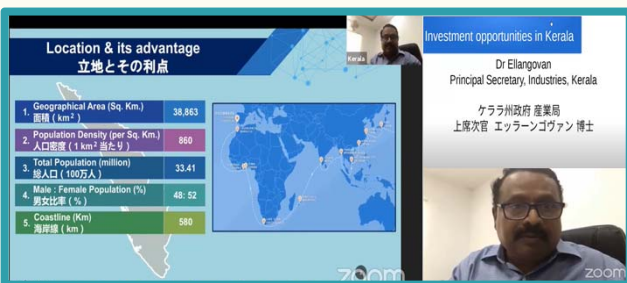 Location & its advantage
立地とその利点
1. Geographical Area (Sq. Km.)
面積 ( km² )
38,863
2. Population Density (per Sq. Km.)
人口密度 ( 1 km² 当たり )
860
3. Total Population (million)
総人口 ( 100万人 )
33.41
4. Male : Female Population (%)
男女比率 ( % )
48: 52
5. Coastline (Km)
海岸線 ( km )
580
zoom
Kerala
Investment opportunities in Kerala
Dr Ellangovan
Principal Secretary, Industries, Kerala
ケララ州政府 産業局
上席次官 エッラーンゴヴァン 博士
zoom